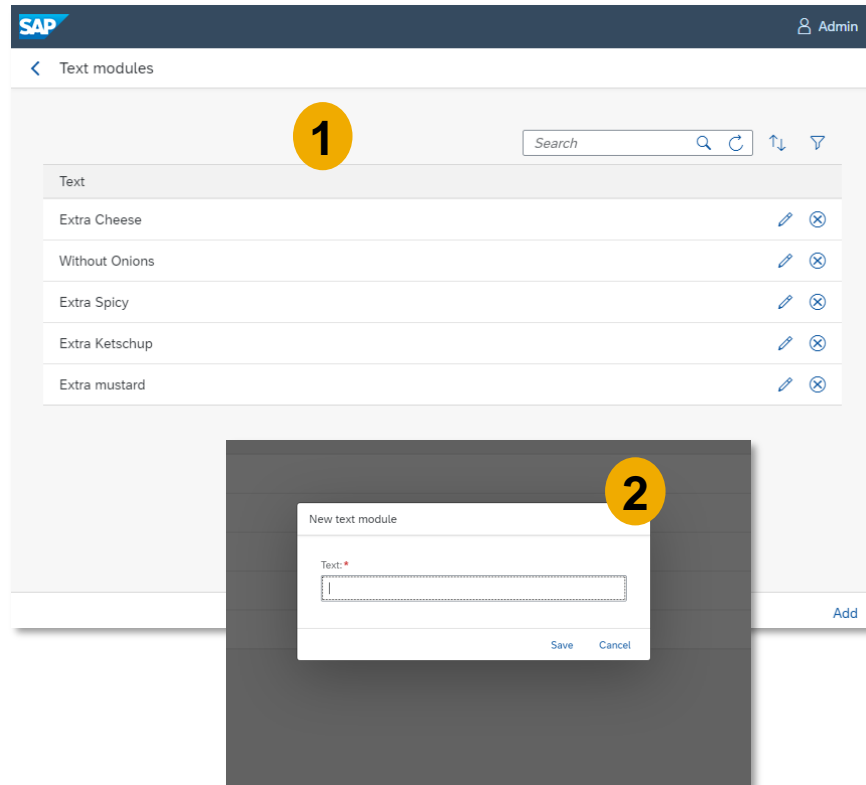 SAP Admin
Text modules
1
Search
Text
Extra Cheese
Without Onions
Extra Spicy
Extra Ketschup
Extra mustard
2
New text module
Text:*
Save Cancel
Add